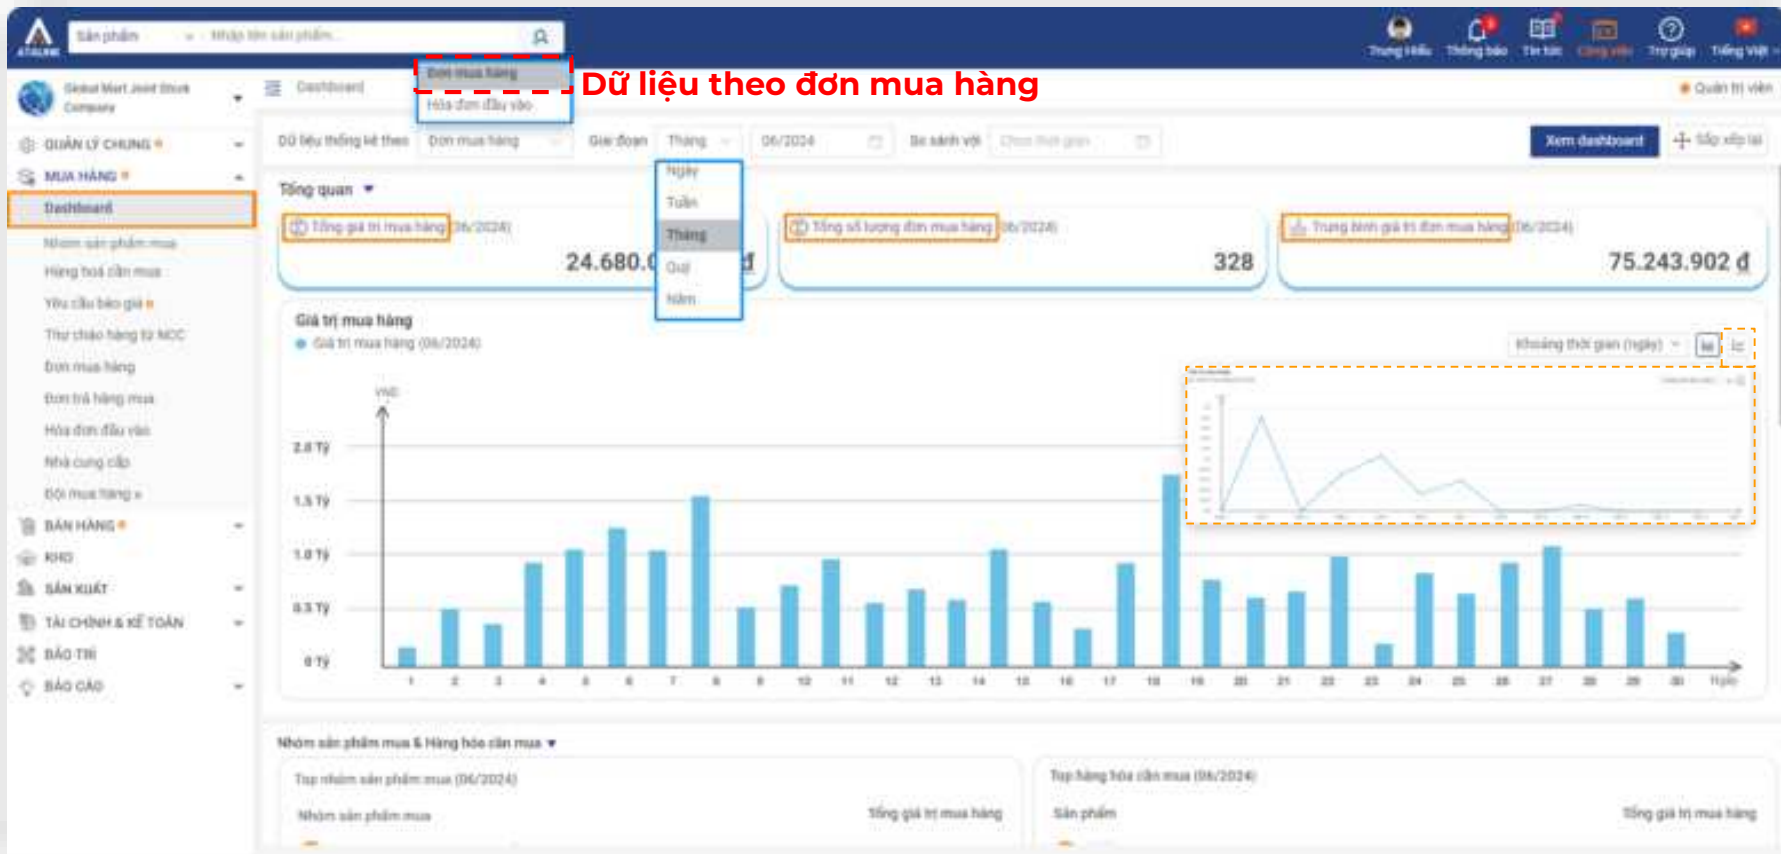 ATALINK
Sản phẩm
Nhập tên sản phẩm...
Trung Hiếu
Thông báo
Tin tức
Công việc
Trợ giúp
Tiếng Việt
Đơn mua hàng
Hóa đơn đầu vào
Dữ liệu theo đơn mua hàng
Global Mart Joint Stock
Company
Dashboard
Quản trị viên
QUẢN LÝ CHUNG
MUA HÀNG
Dashboard
Nhóm sản phẩm mua
Hàng hoá cần mua
Yêu cầu báo giá
Thư chào hàng từ NCC
Đơn mua hàng
Đơn trả hàng mua
Hóa đơn đầu vào
Nhà cung cấp
Đội mua hàng
BÁN HÀNG
KHO
SẢN XUẤT
TÀI CHÍNH & KẾ TOÁN
BẢO TRÌ
BÁO CÁO
Dữ liệu thống kê theo
Đơn mua hàng
Giai đoạn
Tháng
06/2024
So sánh với
Chọn thời gian
Xem dashboard
Sắp xếp lại
Ngày
Tuần
Tháng
Quý
Năm
Tổng quan
Tổng giá trị mua hàng (06/2024)
24.680.0
đ
Tổng số lượng đơn mua hàng (06/2024)
328
Trung bình giá trị đơn mua hàng (06/2024)
75.243.902 đ
Giá trị mua hàng
Giá trị mua hàng (06/2024)
Khoảng thời gian (ngày)
VND
2.0 Tỷ
1.5 Tỷ
1.0 Tỷ
0.5 Tỷ
0 Tỷ
1 2 3 4 5 6 7 8 9 10 11 12 13 14 15 16 17 18 19 20 21 22 23 24 25 26 27 28 29 30 Ngày
Nhóm sản phẩm mua & Hàng hóa cần mua
Top nhóm sản phẩm mua (06/2024)
Nhóm sản phẩm mua
Tổng giá trị mua hàng
Top hàng hóa cần mua (06/2024)
Sản phẩm
Tổng giá trị mua hàng